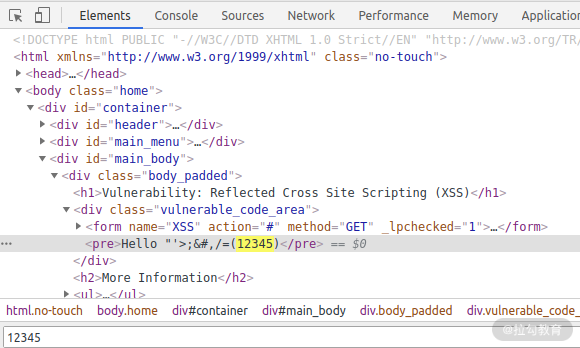 Elements Console Sources Network Performance Memory Application
<!DOCTYPE html PUBLIC "-//W3C//DTD XHTML 1.0 Strict//EN" "http://www.w3.org/TR/
<html xmlns="http://www.w3.org/1999/xhtml" class="no-touch">
<head>…</head>
<body class="home">
<div id="container">
<div id="header">…</div>
<div id="main_menu">…</div>
<div id="main_body">
<div class="body_padded">
<h1>Vulnerability: Reflected Cross Site Scripting (XSS)</h1>
<div class="vulnerable_code_area">
<form name="XSS" action="#" method="GET" _lpchecked="1">…</form>
<pre>Hello "'>;&#,/=(12345)</pre> == $0
</div>
<h2>More Information</h2>
<ul>…</ul>
html.no-touch body.home div#container div#main_body div.body_padded div.vulnerable_code_
12345
@拉勾教育